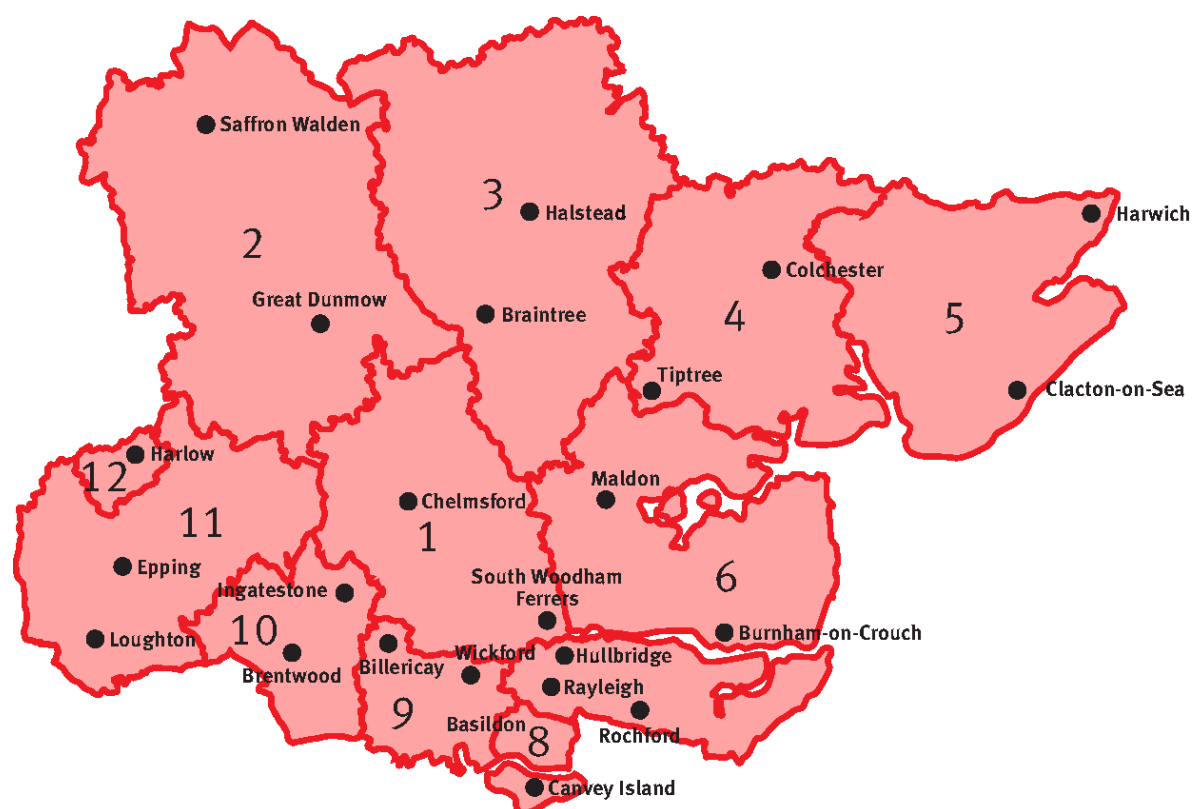 Saffron Walden
3
Halstead
Harwich
2
Colchester
Great Dunmow
Braintree
4
5
Tiptree
Clacton-on-Sea
Harlow
12
Maldon
Chelmsford
11
1
Epping
South Woodham
Ferrers
6
Ingatestone
10
Loughton
Burnham-on-Crouch
Brentwood
Billericay
Wickford
Hullbridge
Rayleigh
9
Basildon
Rochford
8
Canvey Island